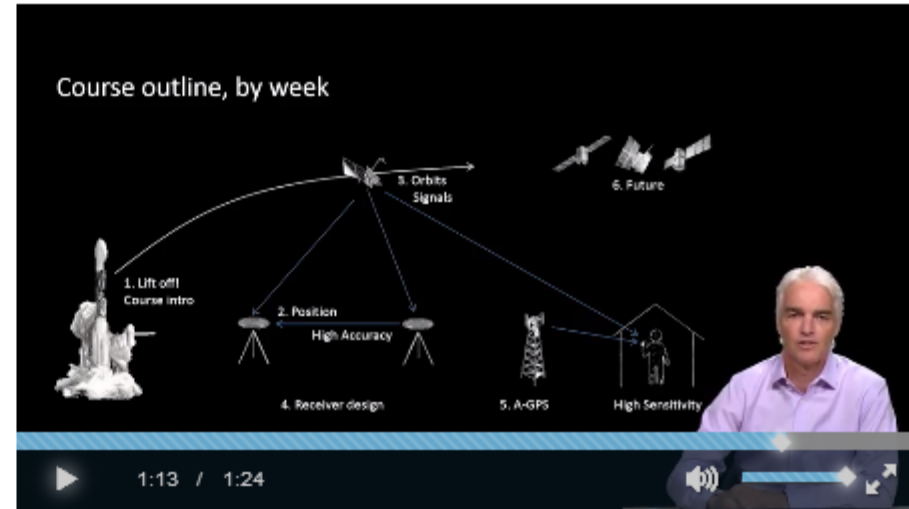 Course outline, by week
3. Orbits
Signals
6. Future
1. Lift off!
Course intro
2. Position
High Accuracy
4. Receiver design
5. A-GPS
High Sensitivity
1:13 / 1:24